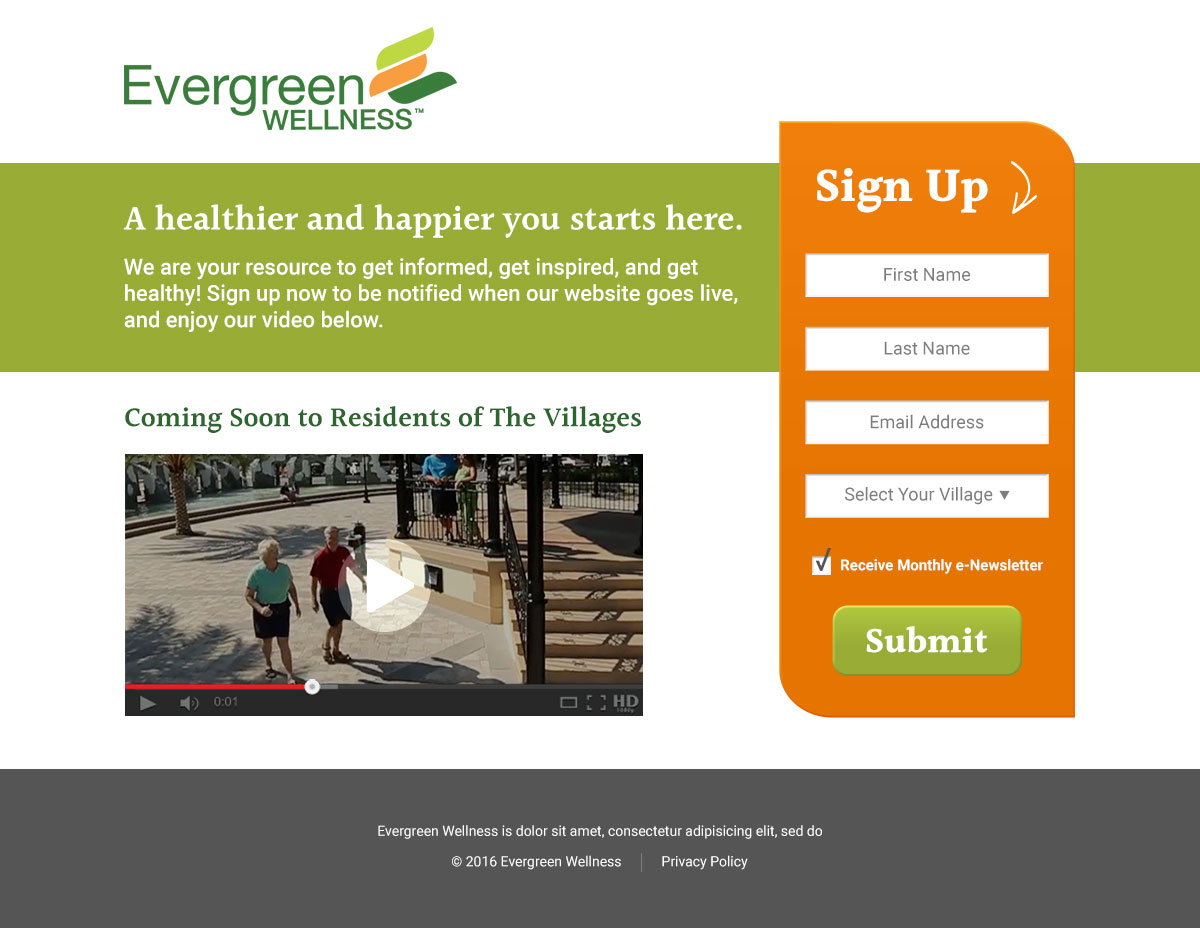 Evergreen
WELLNESS™
Sign Up
A healthier and happier you starts here.
We are your resource to get informed, get inspired, and get
healthy! Sign up now to be notified when our website goes live,
and enjoy our video below.
First Name
Last Name
Email Address
Select Your Village ▼
Receive Monthly e-Newsletter
Submit
Coming Soon to Residents of The Villages
0:01
HD
1080p
Evergreen Wellness is dolor sit amet, consectetur adipisicing elit, sed do
© 2016 Evergreen Wellness
Privacy Policy